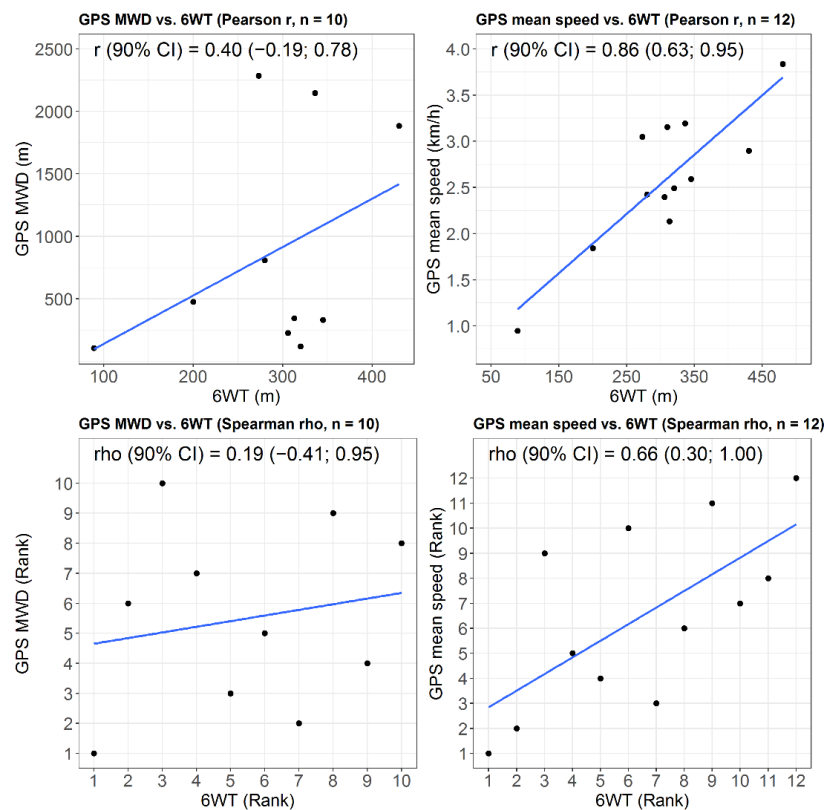 GPS MWD vs. 6WT (Pearson r, n = 10)
r (90% CI) = 0.40 (−0.19; 0.78)
2500
2000
1500
1000
500
GPS MWD (m)
100 200 300 400
6WT (m)
GPS mean speed vs. 6WT (Pearson r, n = 12)
r (90% CI) = 0.86 (0.63; 0.95)
4.0
3.5
3.0
2.5
2.0
1.5
1.0
GPS mean speed (km/h)
50 150 250 350 450
6WT (m)
GPS MWD vs. 6WT (Spearman rho, n = 10)
rho (90% CI) = 0.19 (−0.41; 0.95)
10
9
8
7
6
5
4
3
2
1
GPS MWD (Rank)
1 2 3 4 5 6 7 8 9 10
6WT (Rank)
GPS mean speed vs. 6WT (Spearman rho, n = 12)
rho (90% CI) = 0.66 (0.30; 1.00)
12
11
10
9
8
7
6
5
4
3
2
1
GPS mean speed (Rank)
1 2 3 4 5 6 7 8 9 10 11 12
6WT (Rank)